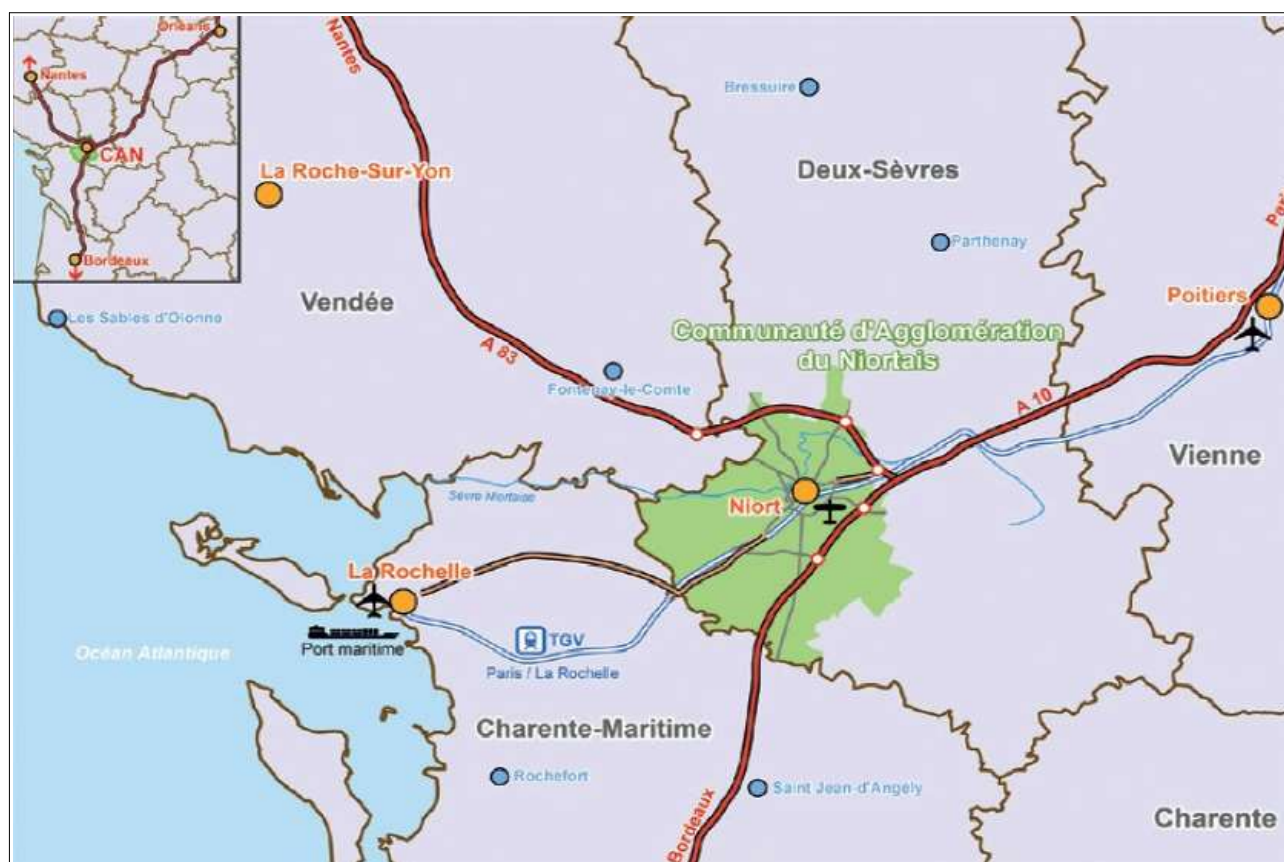 Orléans
Nantes
CAN
Bordeaux
Nantes
Bressuire
La Roche-Sur-Yon
Deux-Sèvres
Parthenay
Vendée
Poitiers
Les Sables d'Olonne
Communauté d'Agglomération
du Niortais
A 83
Fontenay-le-Comte
A 10
Vienne
Sèvre Niortaise
Niort
La Rochelle
Port maritime
TGV
Océan Atlantique
Paris / La Rochelle
Charente-Maritime
Rochefort
Saint Jean-d'Angély
Bordeaux
Charente